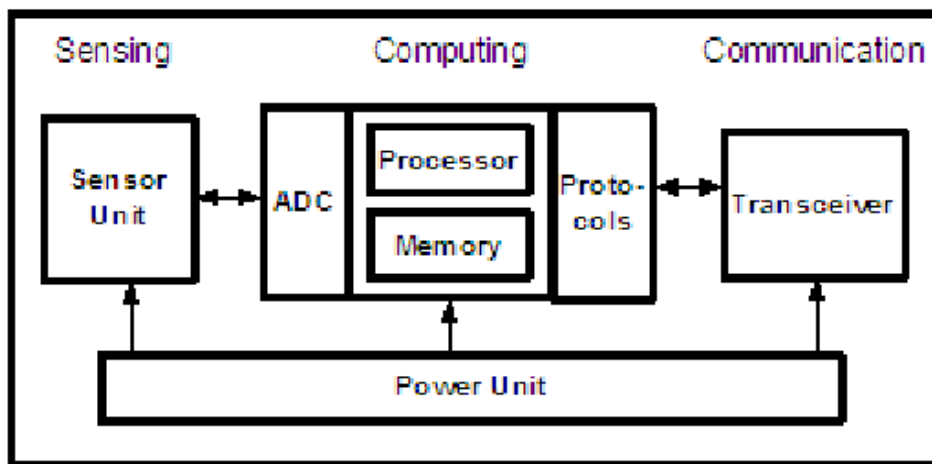 Sensing
Computing
Communication
Sensor
Unit
ADC
Processor
Memory
Proto-
cols
Transceiver
Power Unit